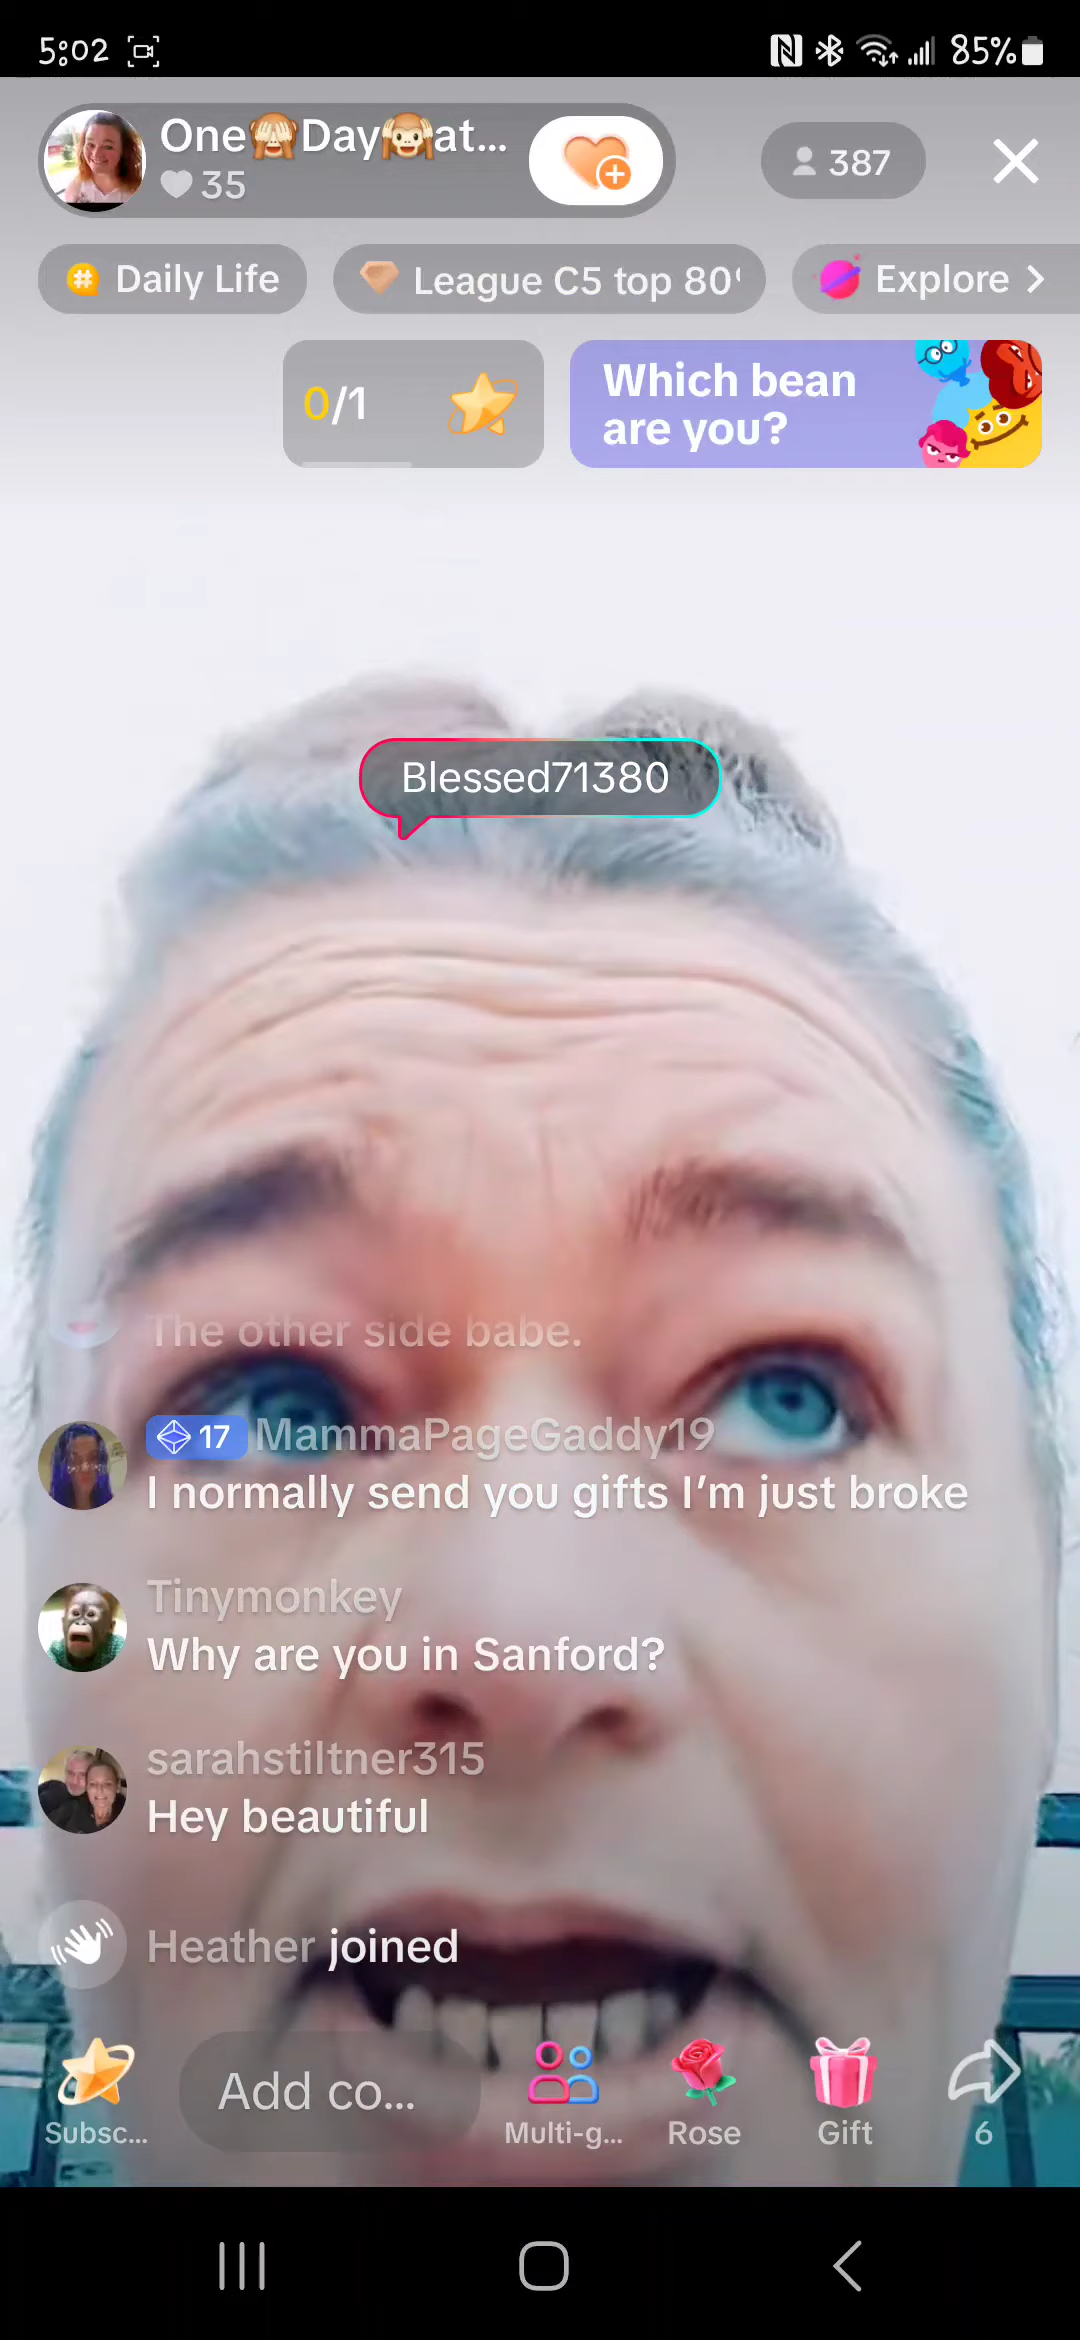 5:02
85%
One🙈Day🙉at...
35
387
Daily Life
League C5 top 80
Explore >
0/1
Which bean
are you?
Blessed71380
The other side babe.
17 MammaPageGaddy19
I normally send you gifts I'm just broke
Tinymonkey
Why are you in Sanford?
sarahstiltner315
Hey beautiful
Heather joined
Add co...
Subsc...
Multi-g...
Rose
Gift
6